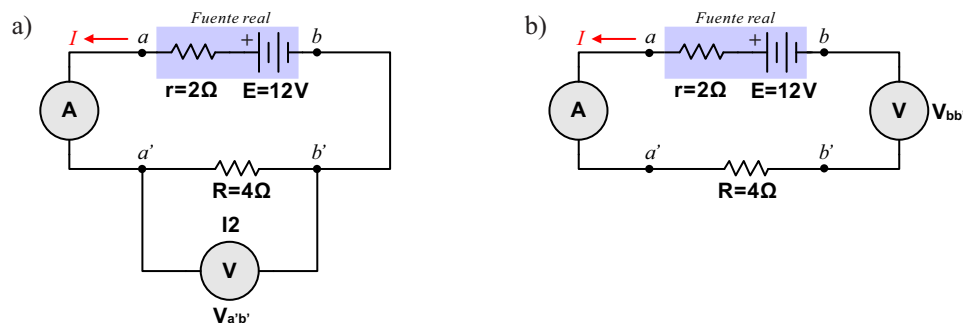 a)
Fuente real
I
a
+
b
r=2Ω
E=12V
A
a'
b'
R=4Ω
I2
V
Va'b'
b)
Fuente real
I
a
+
b
r=2Ω
E=12V
A
V
Vbb'
a'
b'
R=4Ω